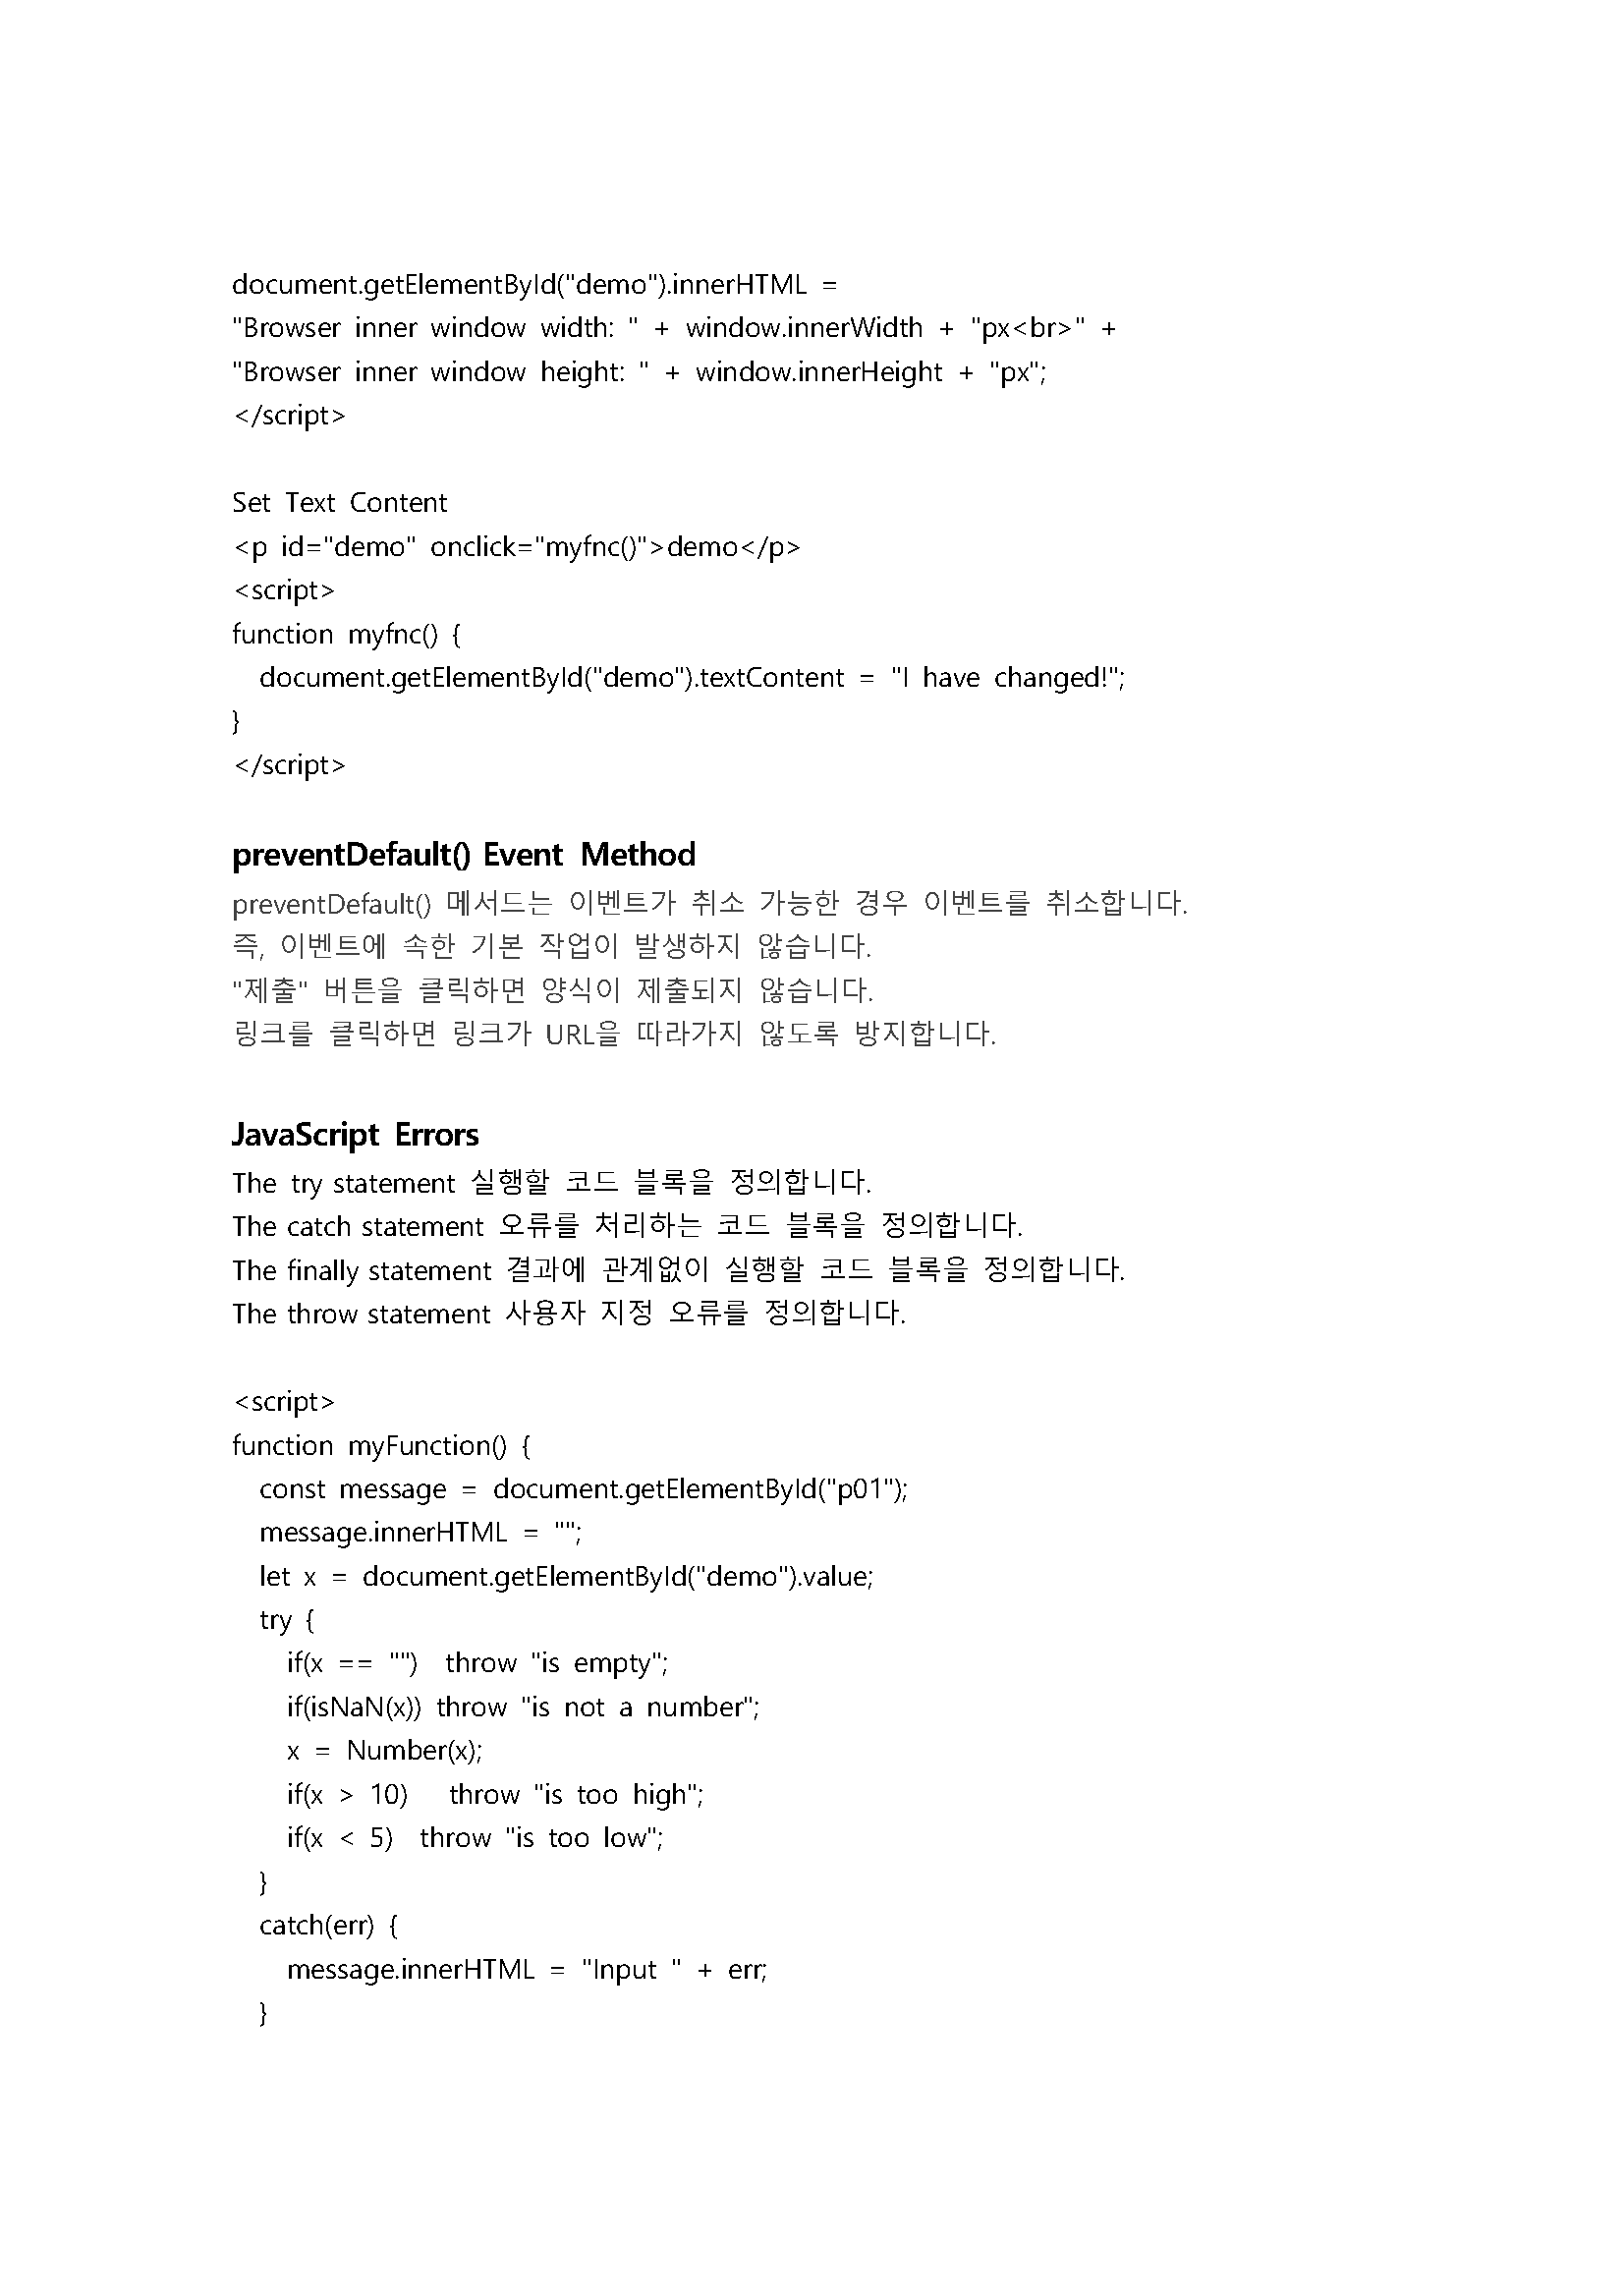 document.getElementById("demo").innerHTML =
"Browser inner window width: " + window.innerWidth + "px<br>" +
"Browser inner window height: " + window.innerHeight + "px";
</script>

Set Text Content
<p id="demo" onclick="myfnc()">demo</p>
<script>
function myfnc() {
  document.getElementById("demo").textContent = "I have changed!";
}
</script>

preventDefault() Event Method
preventDefault() 메서드는 이벤트가 취소 가능한 경우 이벤트를 취소합니다.
즉, 이벤트에 속한 기본 작업이 발생하지 않습니다.
"제출" 버튼을 클릭하면 양식이 제출되지 않습니다.
링크를 클릭하면 링크가 URL을 따라가지 않도록 방지합니다.

JavaScript Errors
The try statement 실행할 코드 블록을 정의합니다.
The catch statement 오류를 처리하는 코드 블록을 정의합니다.
The finally statement 결과에 관계없이 실행할 코드 블록을 정의합니다.
The throw statement 사용자 지정 오류를 정의합니다.

<script>
function myFunction() {
  const message = document.getElementById("p01");
  message.innerHTML = "";
  let x = document.getElementById("demo").value;
  try {
    if(x == "")  throw "is empty";
    if(isNaN(x)) throw "is not a number";
    x = Number(x);
    if(x > 10)   throw "is too high";
    if(x < 5)  throw "is too low";
  }
  catch(err) {
    message.innerHTML = "Input " + err;
  }